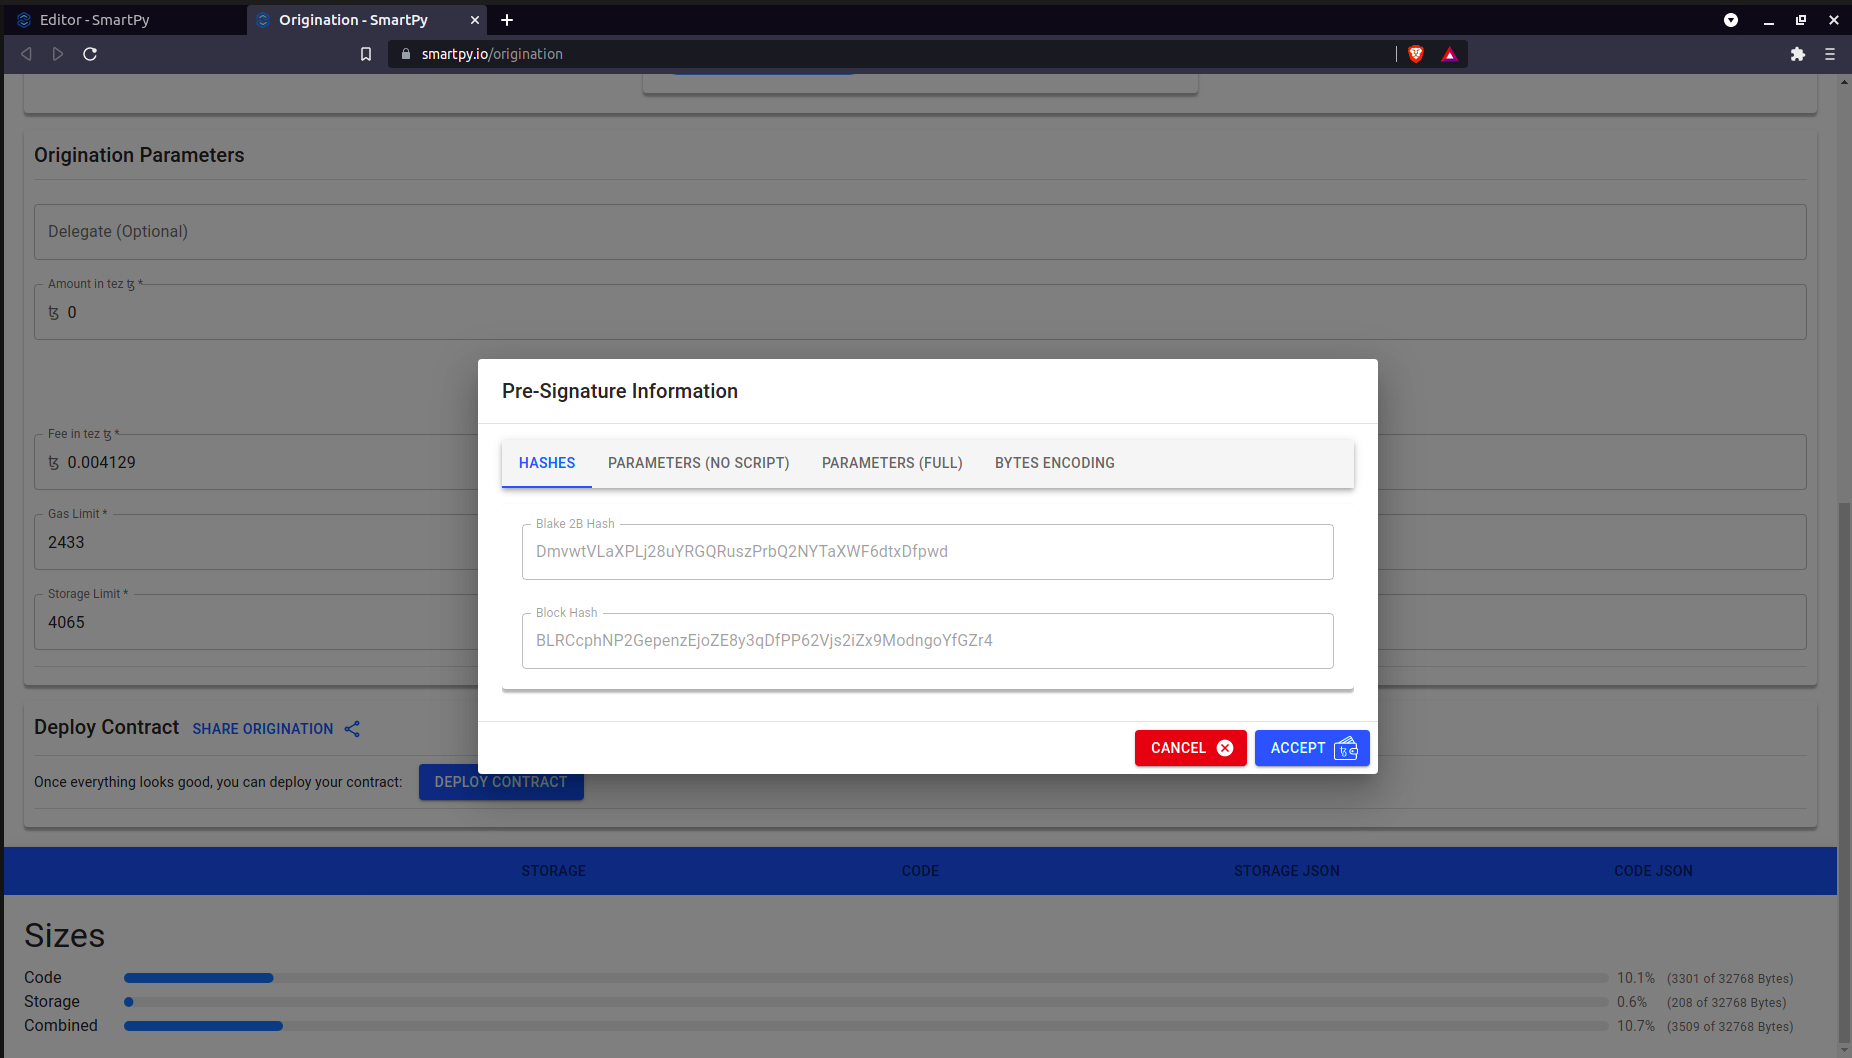 Editor - SmartPy
Origination - SmartPy
smartpy.io/origination
Origination Parameters
Delegate (Optional)
Amount in tez ꜩ *
ꜩ 0
Fee in tez ꜩ *
ꜩ 0.004129
Gas Limit *
2433
Storage Limit *
4065
Pre-Signature Information
HASHES PARAMETERS (NO SCRIPT) PARAMETERS (FULL) BYTES ENCODING
Blake 2B Hash
DmvwtVLaXPLj28uYRGQRuszPrbQ2NYTaXWF6dtxDfpwd
Block Hash
BLRCcphNP2GepenzEjoZE8y3qDfPP62Vjs2iZx9ModngoYfGZr4
CANCEL ACCEPT
Deploy Contract SHARE ORIGINATION
Once everything looks good, you can deploy your contract: DEPLOY CONTRACT
STORAGE CODE STORAGE JSON CODE JSON
Sizes
Code 10.1% (3301 of 32768 Bytes)
Storage 0.6% (208 of 32768 Bytes)
Combined 10.7% (3509 of 32768 Bytes)